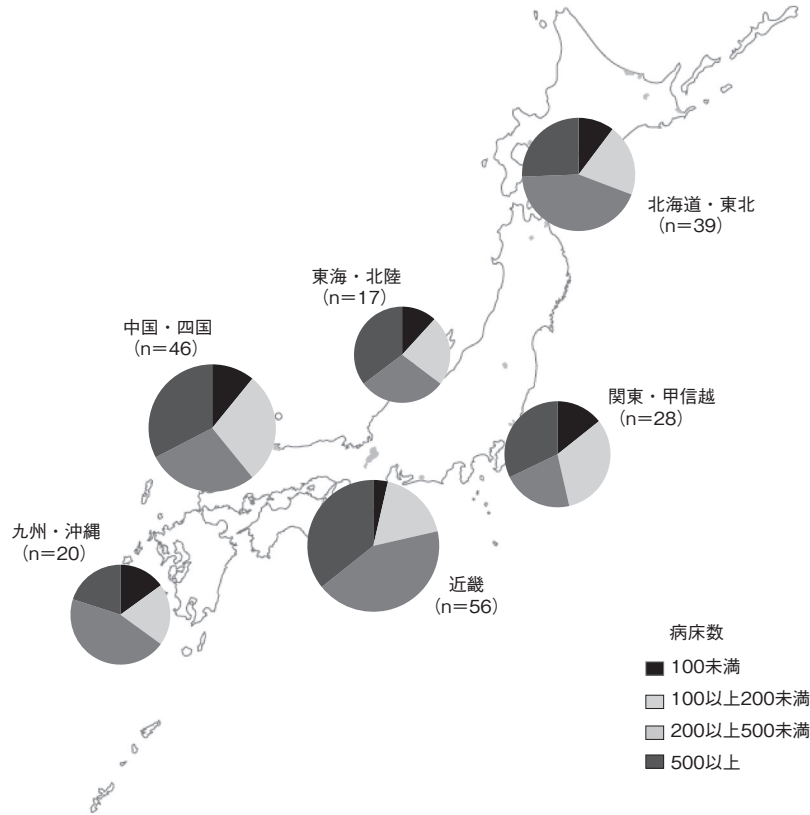 北海道・東北
(n=39)
東海・北陸
(n=17)
中国・四国
(n=46)
関東・甲信越
(n=28)
九州・沖縄
(n=20)
近畿
(n=56)
病床数
100未満
100以上200未満
200以上500未満
500以上